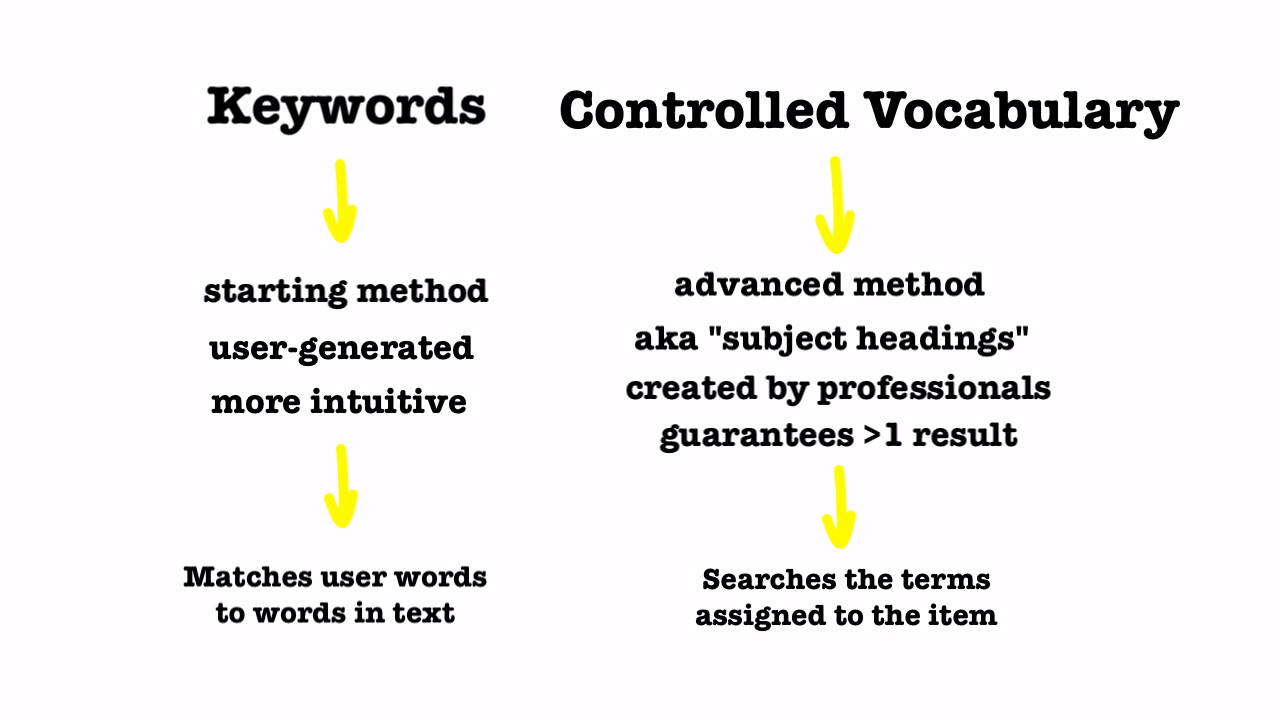 Keywords
starting method
user-generated
more intuitive
Matches user words
to words in text
Controlled Vocabulary
advanced method
aka "subject headings"
created by professionals
guarantees >1 result
Searches the terms
assigned to the item